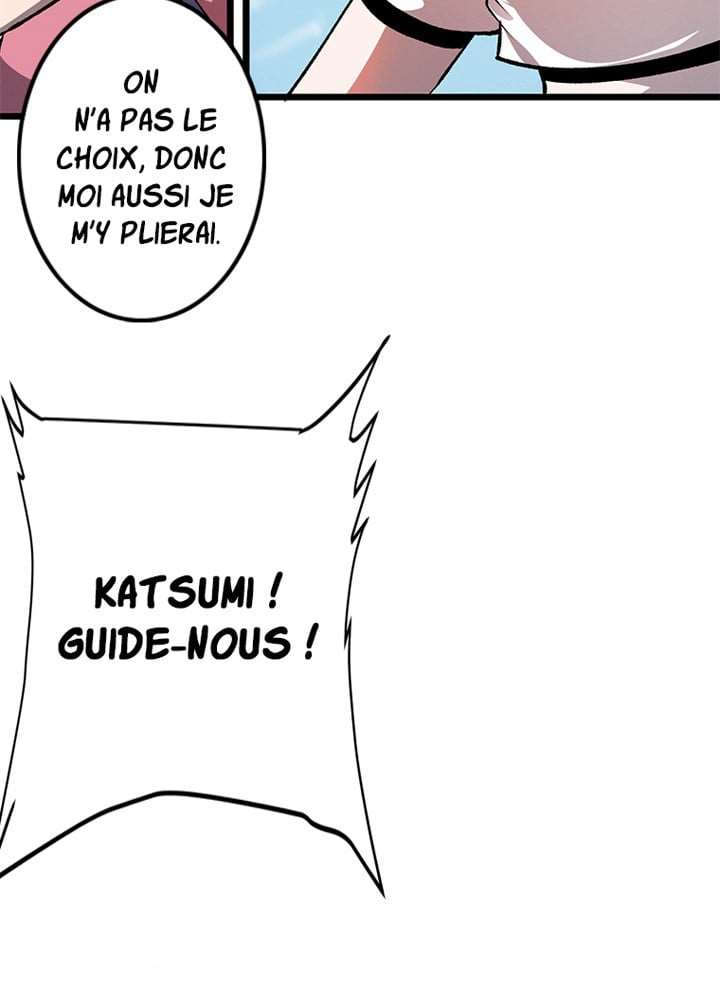 ON
N'A PAS LE
CHOIX, DONC
MOI AUSSI JE
M'Y PLIERAI.
KATSUMI !
GUIDE-NOUS !